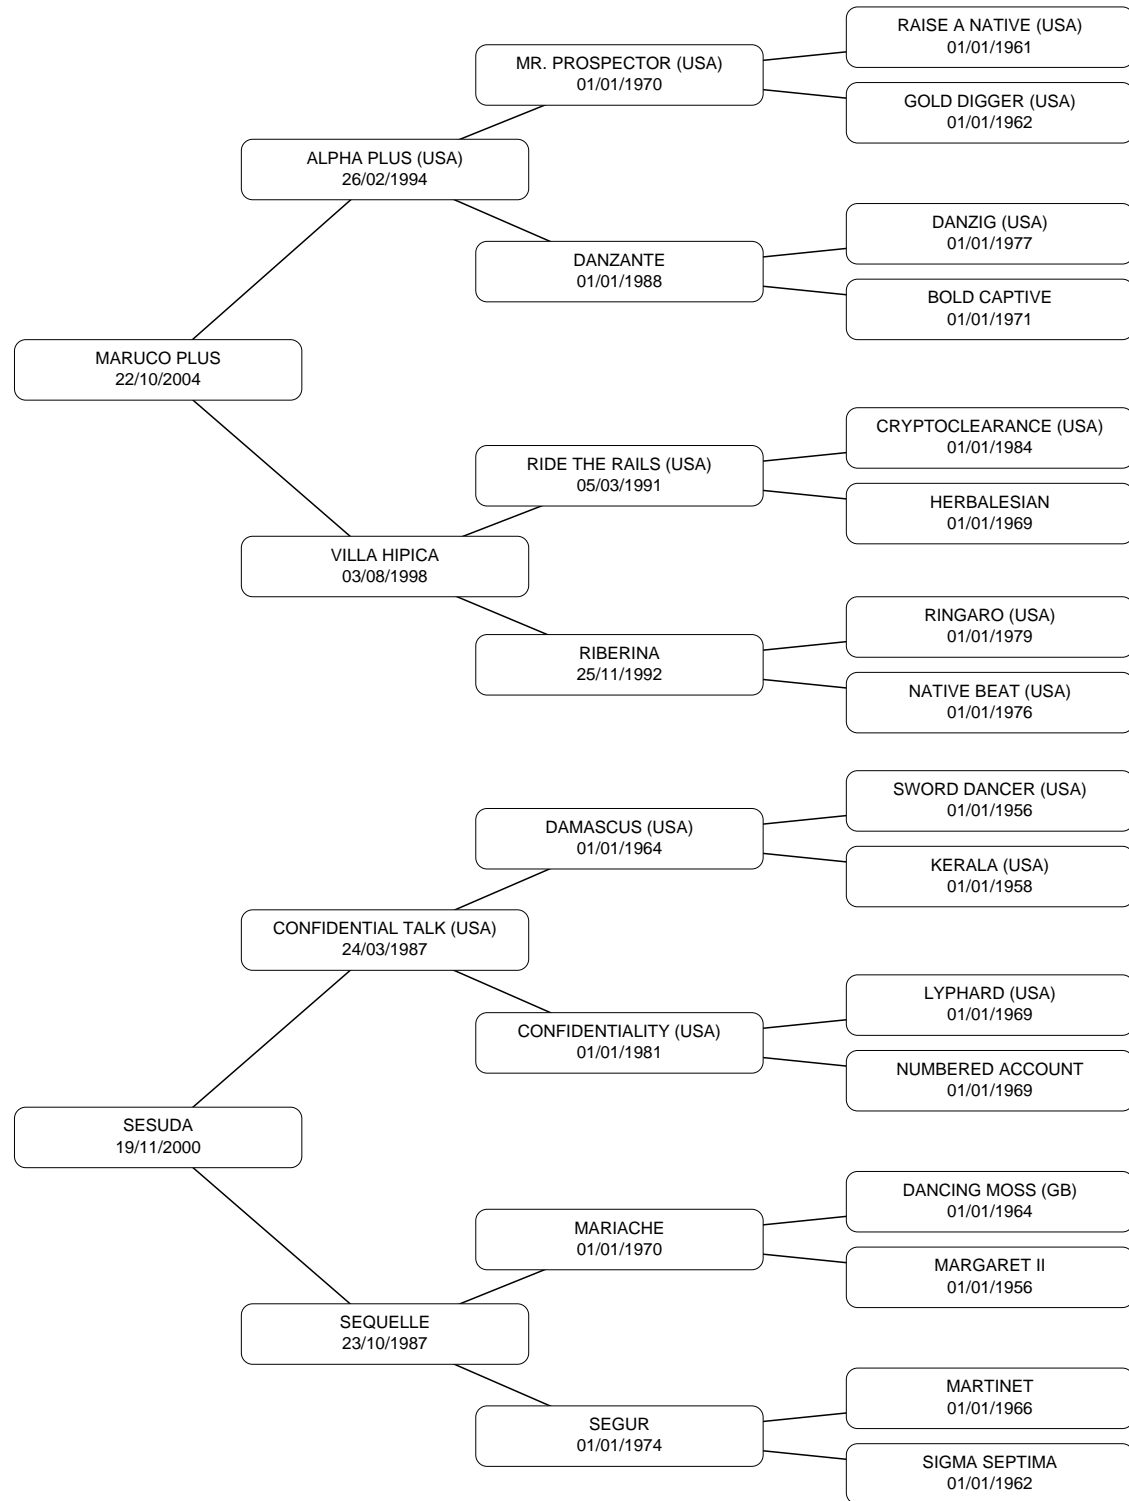 RAISE A NATIVE (USA)
01/01/1961
MR. PROSPECTOR (USA)
01/01/1970
GOLD DIGGER (USA)
01/01/1962
ALPHA PLUS (USA)
26/02/1994
DANZIG (USA)
01/01/1977
DANZANTE
01/01/1988
BOLD CAPTIVE
01/01/1971
MARUCO PLUS
22/10/2004
CRYPTOCLEARANCE (USA)
01/01/1984
RIDE THE RAILS (USA)
05/03/1991
HERBALESIAN
01/01/1969
VILLA HIPICA
03/08/1998
RINGARO (USA)
01/01/1979
RIBERINA
25/11/1992
NATIVE BEAT (USA)
01/01/1976
SWORD DANCER (USA)
01/01/1956
DAMASCUS (USA)
01/01/1964
KERALA (USA)
01/01/1958
CONFIDENTIAL TALK (USA)
24/03/1987
LYPHARD (USA)
01/01/1969
CONFIDENTIALITY (USA)
01/01/1981
NUMBERED ACCOUNT
01/01/1969
SESUDA
19/11/2000
DANCING MOSS (GB)
01/01/1964
MARIACHE
01/01/1970
MARGARET II
01/01/1956
SEQUELLE
23/10/1987
MARTINET
01/01/1966
SEGUR
01/01/1974
SIGMA SEPTIMA
01/01/1962